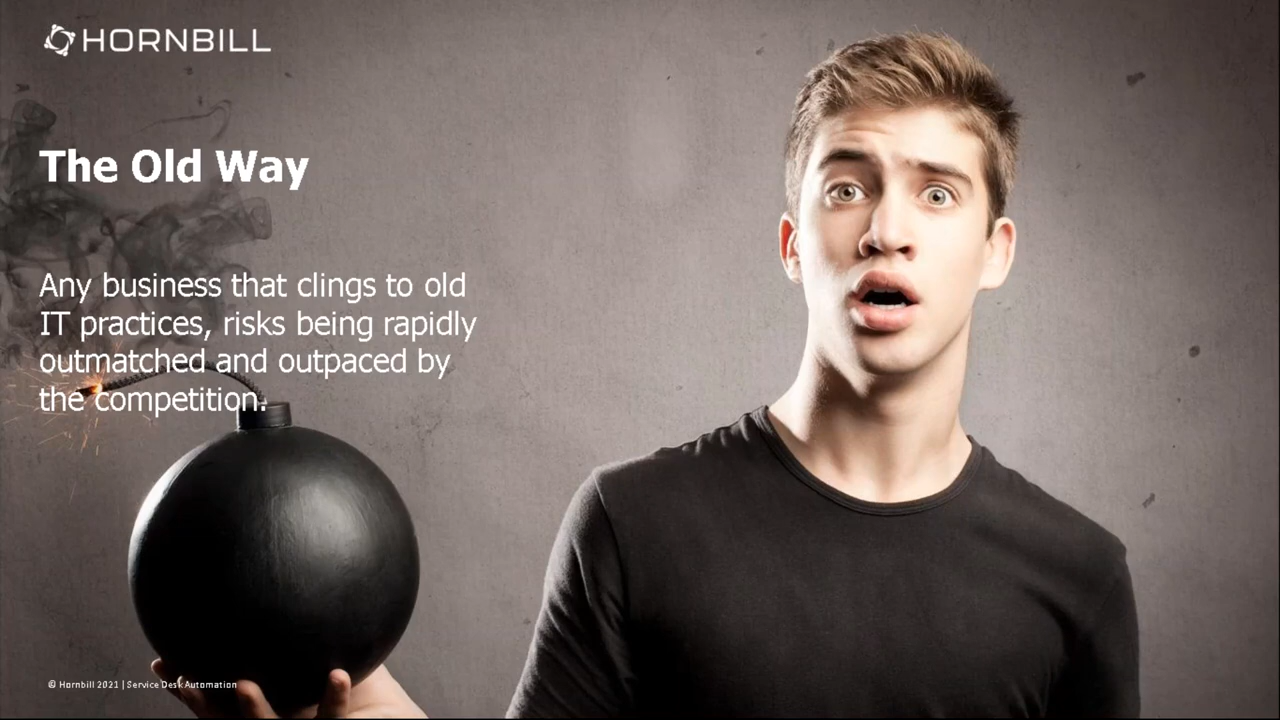 HORNBILL
The Old Way
Any business that clings to old
IT practices, risks being rapidly
outmatched and outpaced by
the competition.
© Hornbill 2021 | Service Desk Automation